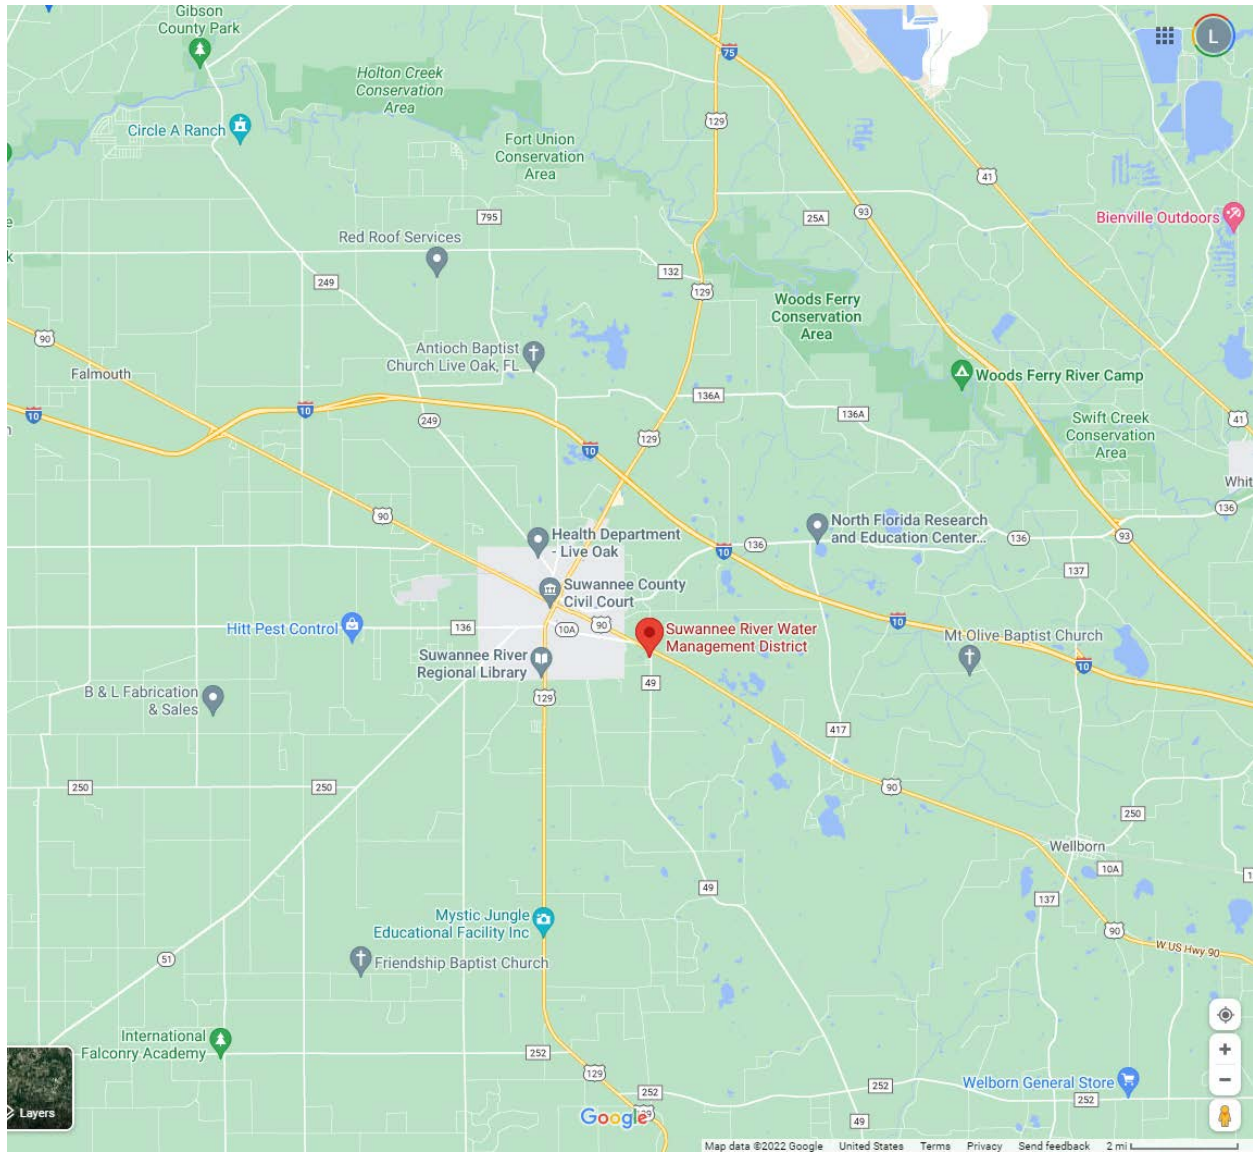 Gibson
County Park
75
L
Holton Creek
Conservation
Area
Circle A Ranch
129
Fort Union
Conservation
Area
41
795
25A
93
Bienville Outdoors
Red Roof Services
132
249
129
Woods Ferry
Conservation
Area
90
Antioch Baptist
Church Live Oak, FL
Falmouth
Woods Ferry River Camp
136A
10
10
249
136A
Swift Creek
Conservation
Area
41
129
10
Whit
90
136
North Florida Research
and Education Center...
Health Department
- Live Oak
10
136
136
93
137
Suwannee County
Civil Court
Hitt Pest Control
136
10A
90
Suwannee River Water
Management District
10
Mt Olive Baptist Church
Suwannee River
Regional Library
10
B & L Fabrication
& Sales
49
129
417
250
250
90
250
Wellborn
10A
49
137
Mystic Jungle
Educational Facility Inc
90
W US Hwy 90
51
Friendship Baptist Church
International
Falconry Academy
252
129
252
252
Welborn General Store
252
Layers
Google
49
Map data ©2022 Google United States Terms Privacy Send feedback 2 mi